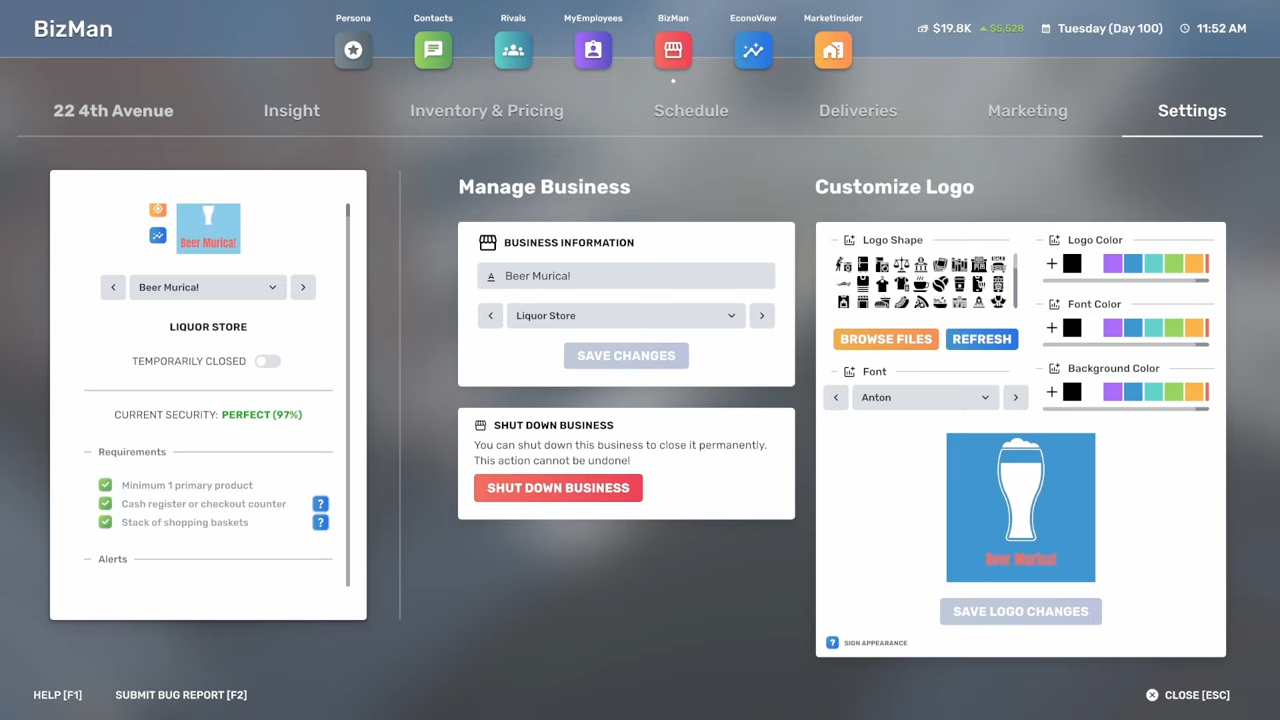 BizMan
Persona
Contacts
Rivals
MyEmployees
BizMan
EconoView
MarketInsider
$19.8K
$5,528
Tuesday (Day 100)
11:52 AM
22 4th Avenue
Insight
Inventory & Pricing
Schedule
Deliveries
Marketing
Settings
Beer Murica!
Beer Murica!
LIQUOR STORE
TEMPORARILY CLOSED
CURRENT SECURITY: PERFECT (97%)
Requirements
Minimum 1 primary product
Cash register or checkout counter
?
Stack of shopping baskets
?
Alerts
Manage Business
BUSINESS INFORMATION
Beer Murica!
Liquor Store
SAVE CHANGES
SHUT DOWN BUSINESS
You can shut down this business to close it permanently.
This action cannot be undone!
SHUT DOWN BUSINESS
Customize Logo
Logo Shape
BROWSE FILES
REFRESH
Font
Anton
Logo Color
Font Color
Background Color
Beer Murica!
SAVE LOGO CHANGES
? SIGN APPEARANCE
HELP [F1]
SUBMIT BUG REPORT [F2]
CLOSE [ESC]